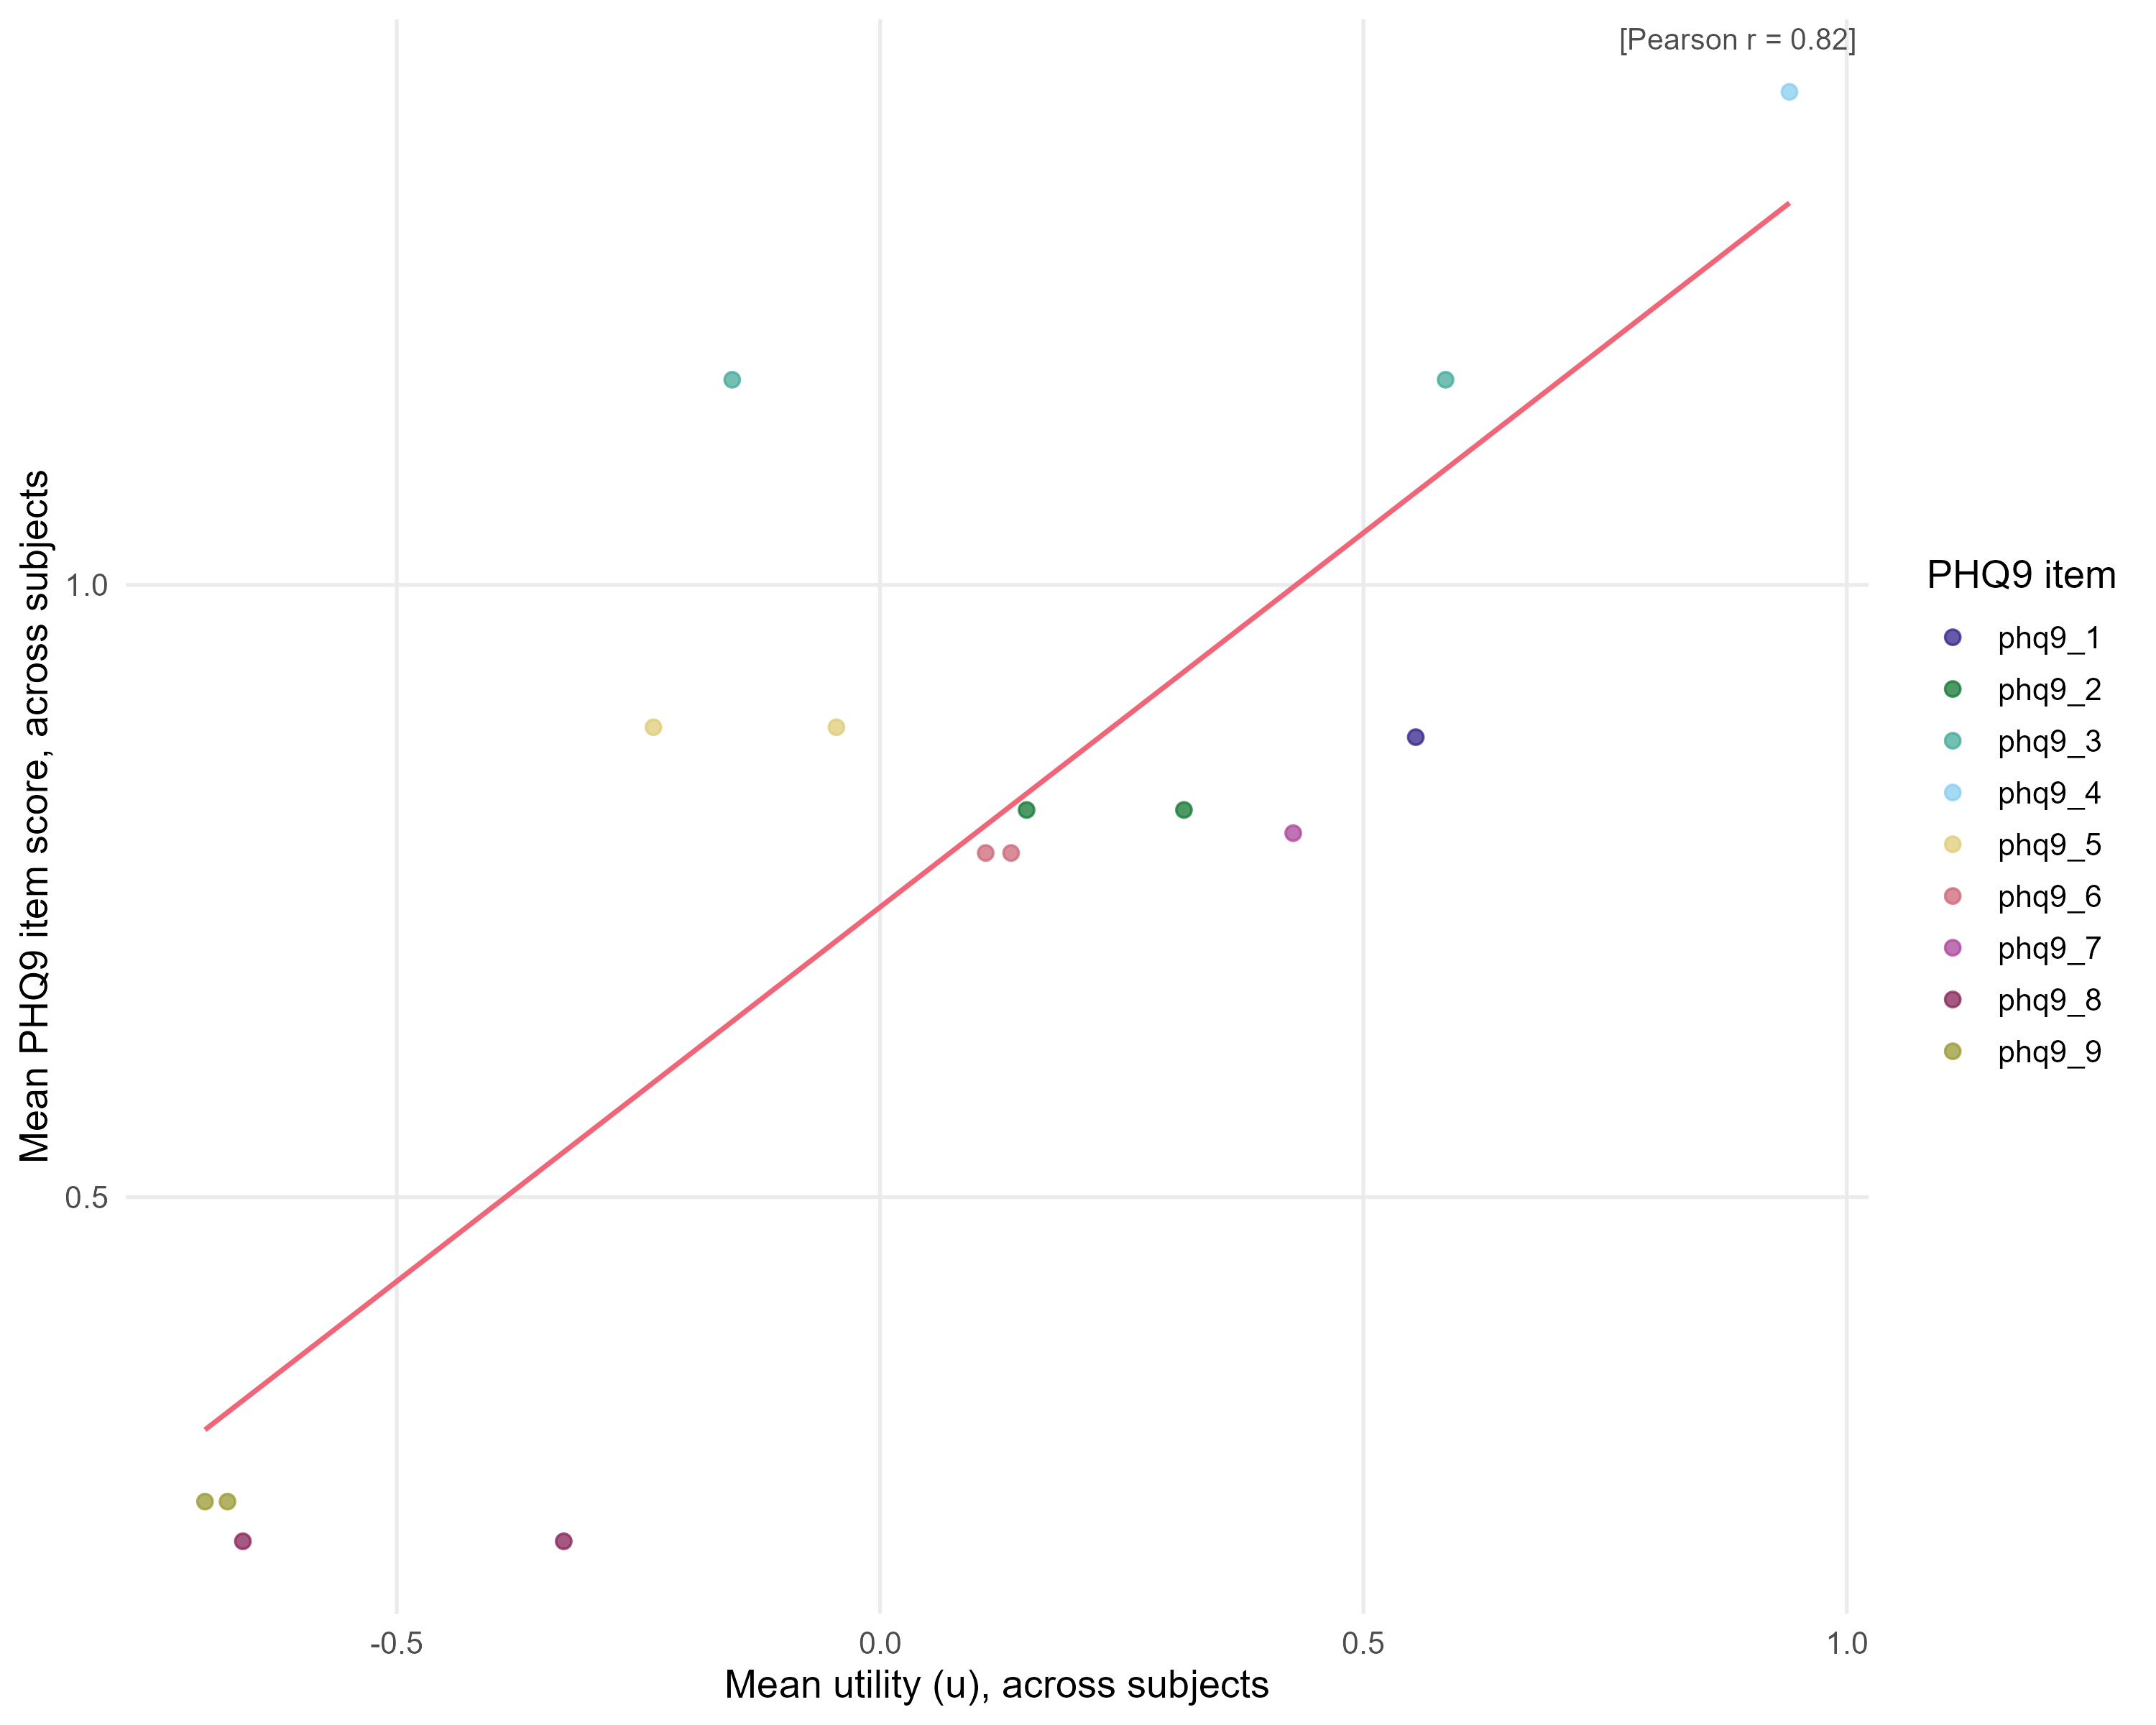 [Pearson r = 0.82]
Mean PHQ9 item score, across subjects
1.0
0.5
-0.5
0.0
0.5
1.0
Mean utility (u), across subjects
PHQ9 item
phq9_1
phq9_2
phq9_3
phq9_4
phq9_5
phq9_6
phq9_7
phq9_8
phq9_9